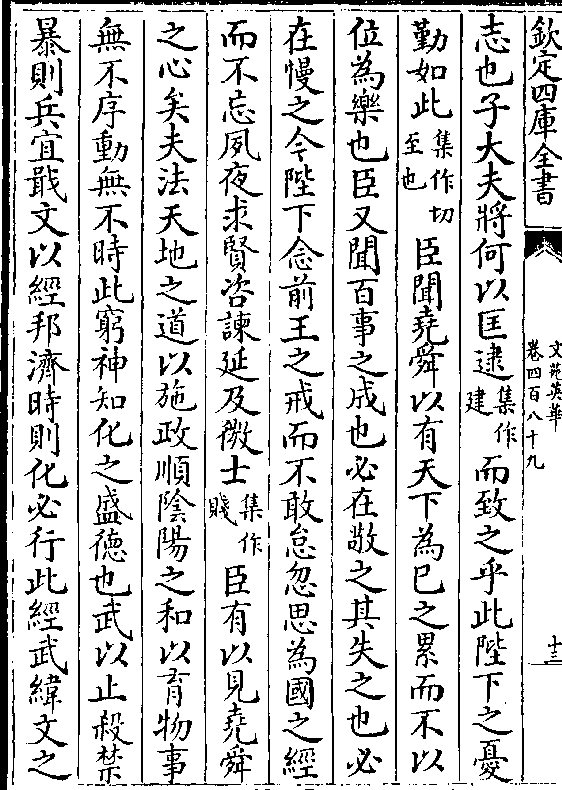 欽定四庫全書
文苑英華
卷四百八十九
十三
志也子大夫將何以匡逮集作建而致之乎此陛下之憂
勤如此集作切至也臣聞堯舜以有天下為已之累而不以
位為樂也臣又聞百事之成也必在敬之其失之也必
在慢之今陛下念前王之戒而不敢怠忽思為國之經
而不忘夙夜求賢咨諫延及微士集作賤臣有以見堯舜
之心矣夫法天地之道以施政順陰陽之和以育物事
無不序動無不時此窮神知化之盛德也武以止殺禁
暴則兵宜戢文以經邦濟時則化必行此經武緯文之